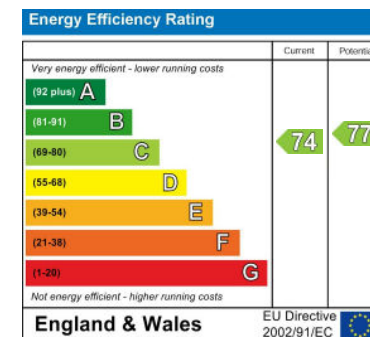 Energy Efficiency Rating
Current Potentia
Very energy efficient - lower running costs
(92 plus) A
(81-91) B
(69-80) C
74 77
(55-68) D
(39-54) E
(21-38) F
(1-20) G
Not energy efficient - higher running costs
England & Wales
EU Directive
2002/91/EC